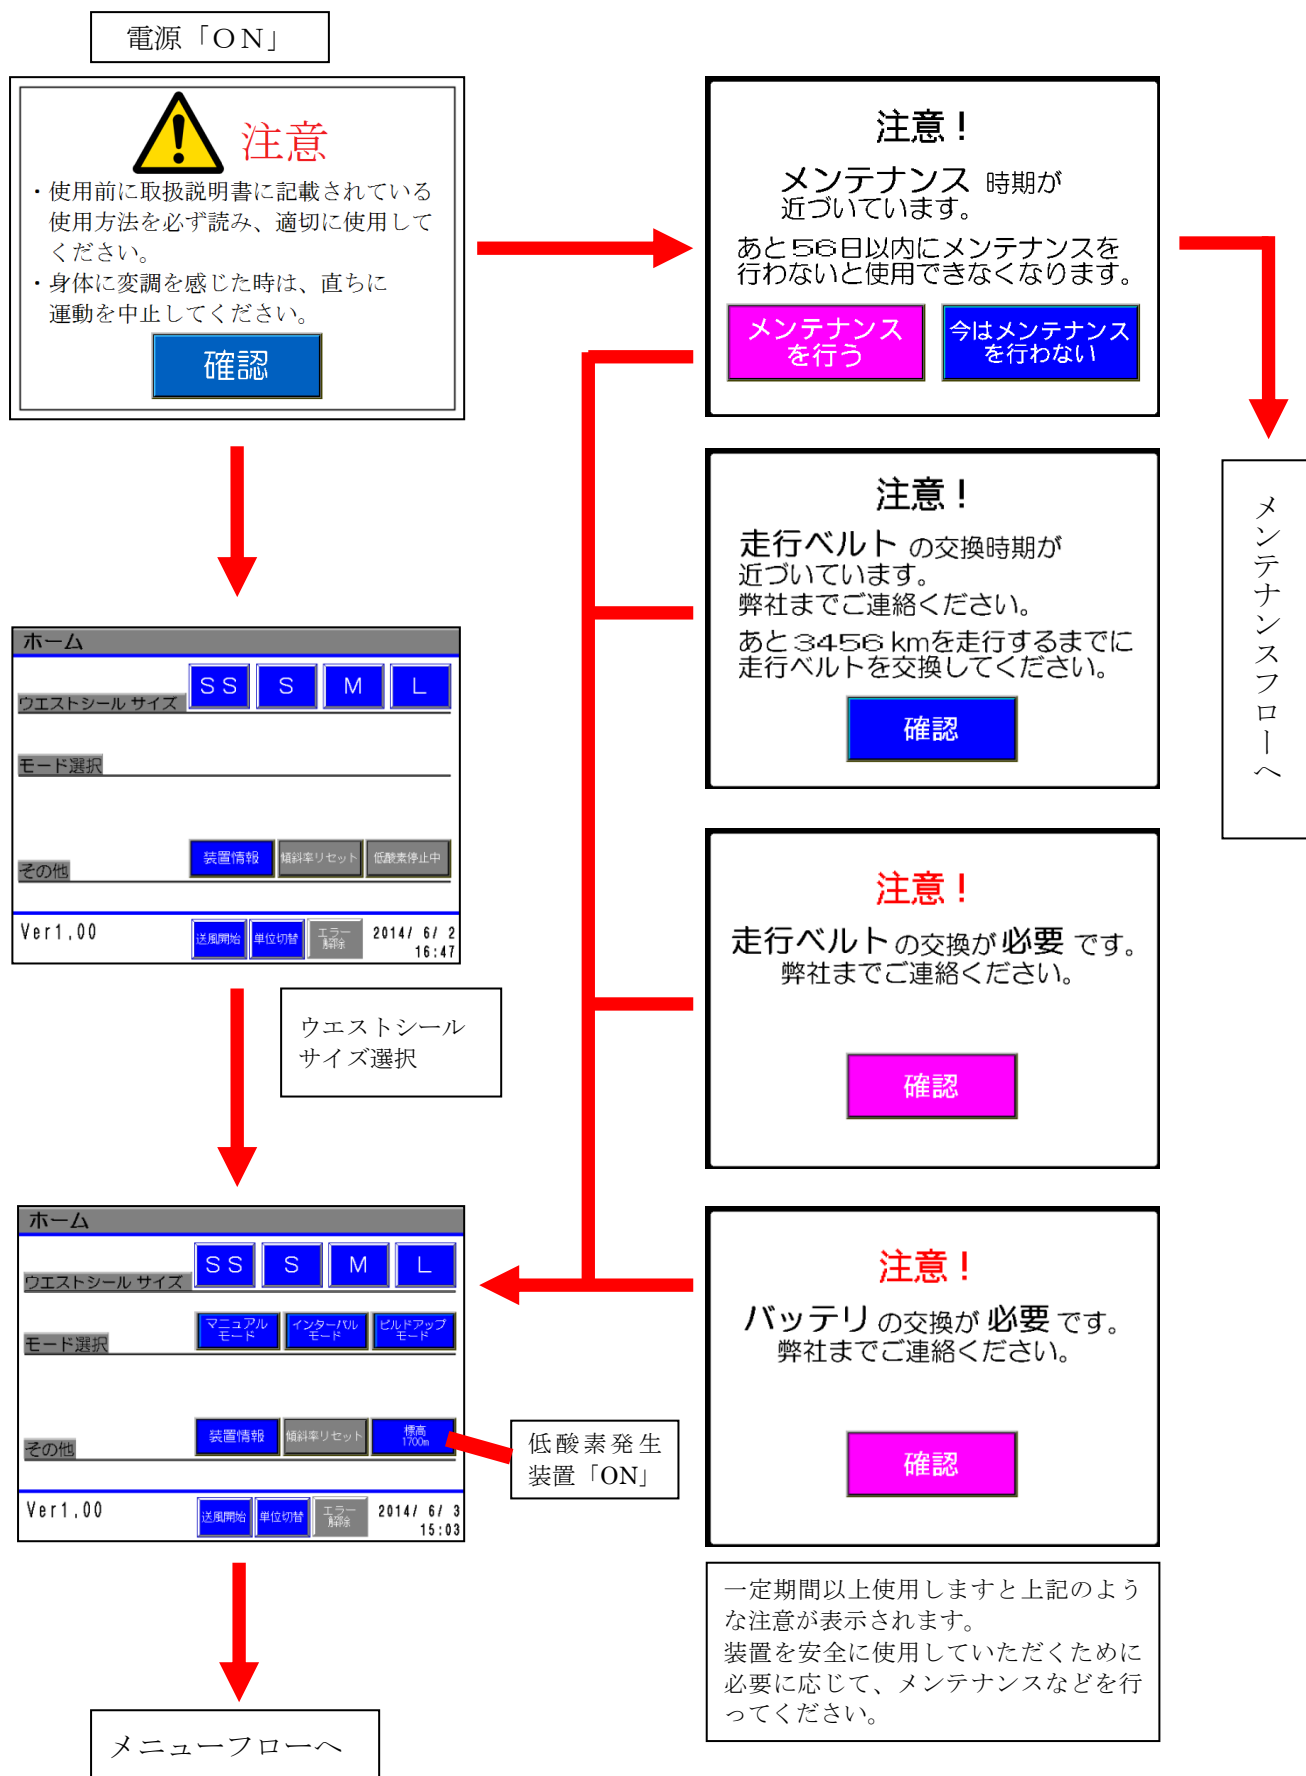 電源「ON」
注意
・使用前に取扱説明書に記載されている
使用方法を必ず読み、適切に使用して
ください。
・身体に変調を感じた時は、直ちに
運動を中止してください。
確認
注意！
メンテナンス 時期が
近づいています。
あと56日以内にメンテナンスを
行わないと使用できなくなります。
メンテナンス
を行う
今はメンテナンス
を行わない
メンテナンスフローへ
注意！
走行ベルト の交換時期が
近づいています。
弊社までご連絡ください。
あと3456 kmを走行するまでに
走行ベルトを交換してください。
確認
ホーム
ウエストシール サイズ
SS S M L
モード選択
その他
装置情報 傾斜率リセット 低酸素停止中
Ver1.00
送風開始 単位切替 エラー
解除
2014/ 6/ 2
16:47
ウエストシール
サイズ選択
注意！
走行ベルト の交換が 必要 です。
弊社までご連絡ください。
確認
ホーム
ウエストシール サイズ
SS S M L
モード選択
マニュアル
モード
インターバル
モード
ビルドアップ
モード
その他
装置情報 傾斜率リセット 標高
1700m
低酸素発生
装置「ON」
Ver1.00
送風開始 単位切替 エラー
解除
2014/ 6/ 3
15:03
注意！
バッテリ の交換が 必要 です。
弊社までご連絡ください。
確認
一定期間以上使用しますと上記のよう
な注意が表示されます。
装置を安全に使用していただくために
必要に応じて、メンテナンスなどを行
ってください。
メニューフローへ